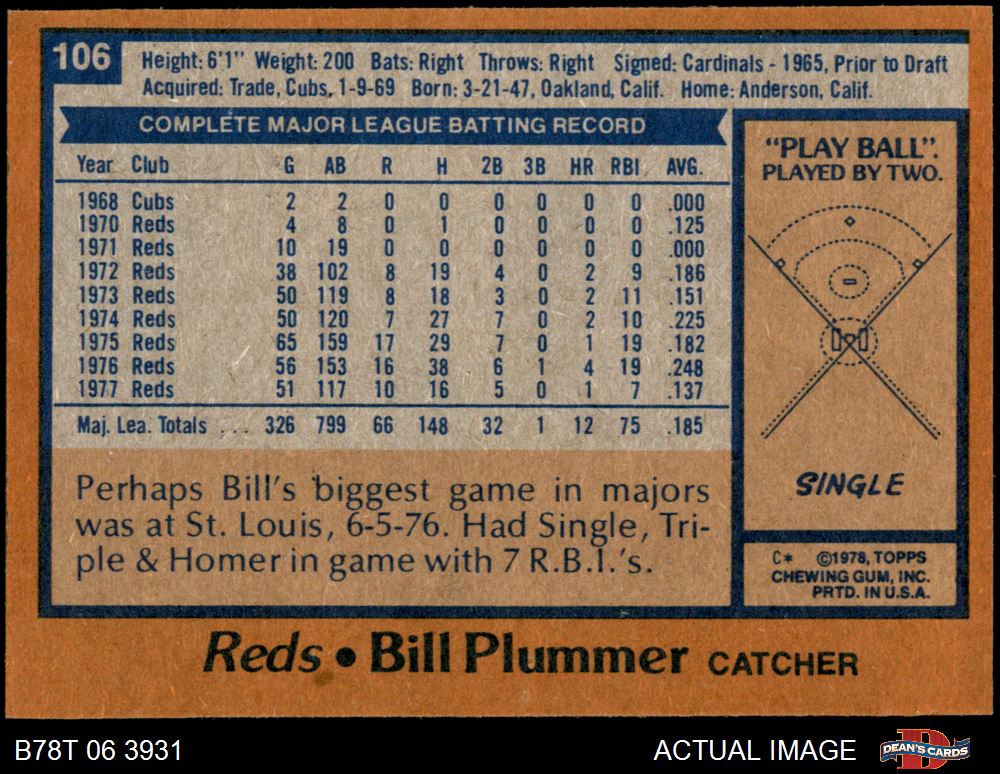 106
Height: 6'1" Weight: 200 Bats: Right Throws: Right Signed: Cardinals - 1965, Prior to Draft
Acquired: Trade, Cubs, 1-9-69 Born: 3-21-47, Oakland, Calif. Home: Anderson, Calif.
COMPLETE MAJOR LEAGUE BATTING RECORD
Year Club G AB R H 2B 3B HR RBI AVG.
1968 Cubs 2 2 0 0 0 0 0 0 .000
1970 Reds 4 8 0 1 0 0 0 0 .125
1971 Reds 10 19 0 0 0 0 0 0 .000
1972 Reds 38 102 8 19 4 0 2 9 .186
1973 Reds 50 119 8 18 3 0 2 11 .151
1974 Reds 50 120 7 27 7 0 2 10 .225
1975 Reds 65 159 17 29 7 0 1 19 .182
1976 Reds 56 153 16 38 6 1 4 19 .248
1977 Reds 51 117 10 16 5 0 1 7 .137
Maj. Lea. Totals ... 326 799 66 148 32 1 12 75 .185
Perhaps Bill's biggest game in majors
was at St. Louis, 6-5-76. Had Single, Tri-
ple & Homer in game with 7 R.B.I.'s.
"PLAY BALL".
PLAYED BY TWO.
SINGLE
C* ©1978, TOPPS
CHEWING GUM, INC.
PRTD. IN U.S.A.
Reds • Bill Plummer CATCHER
B78T 06 3931
ACTUAL IMAGE
D
DEAN'S CARDS